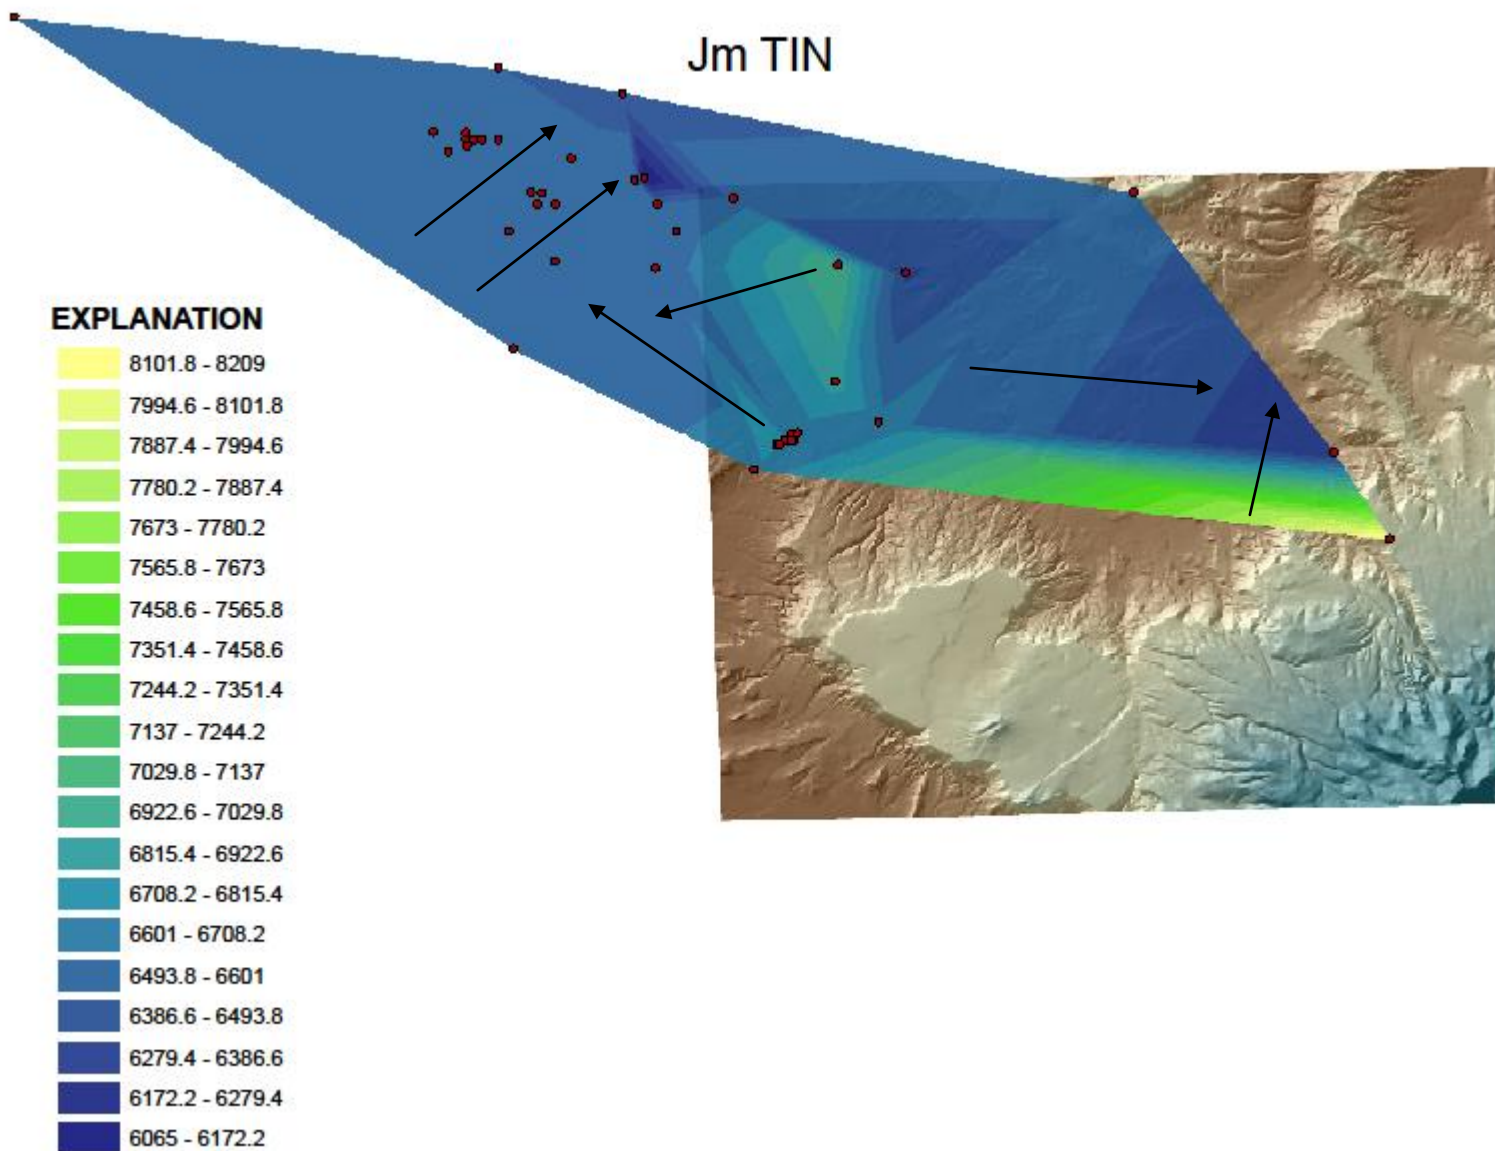 Jm TIN
EXPLANATION
8101.8 - 8209
7994.6 - 8101.8
7887.4 - 7994.6
7780.2 - 7887.4
7673 - 7780.2
7565.8 - 7673
7458.6 - 7565.8
7351.4 - 7458.6
7244.2 - 7351.4
7137 - 7244.2
7029.8 - 7137
6922.6 - 7029.8
6815.4 - 6922.6
6708.2 - 6815.4
6601 - 6708.2
6493.8 - 6601
6386.6 - 6493.8
6279.4 - 6386.6
6172.2 - 6279.4
6065 - 6172.2